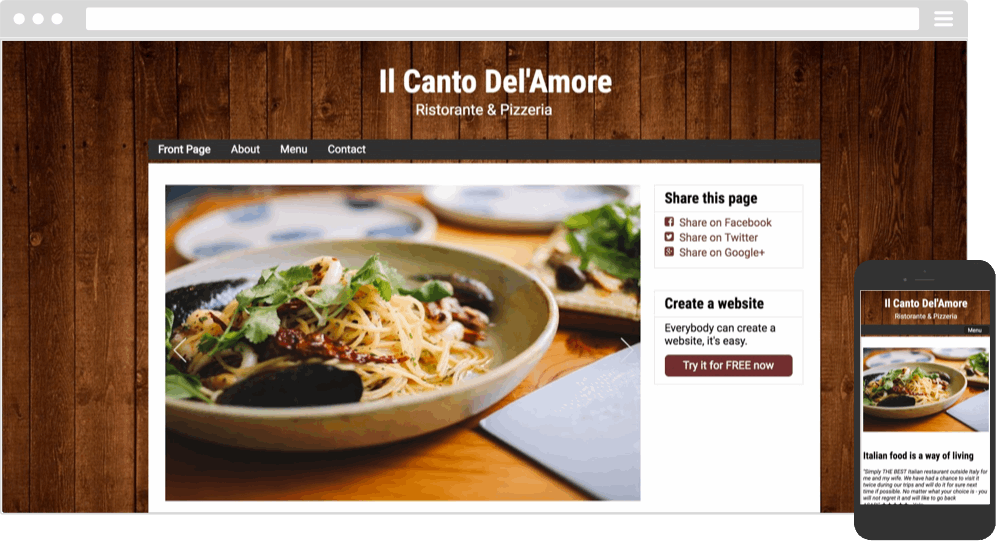 Il Canto Del'Amore
Ristorante & Pizzeria
Front Page About Menu Contact
Share this page
Share on Facebook
Share on Twitter
Share on Google+
Create a website
Everybody can create a
website, it's easy.
Try it for FREE now
Il Canto Del'Amore
Ristorante & Pizzeria
Menu
Italian food is a way of living
"Simply THE BEST Italian restaurant outside Italy for
me and my wife. We have had a chance to visit it
twice during our trips and will do it for sure next
time if possible. No matter what your choice is - you
will not regret it and will like to go back